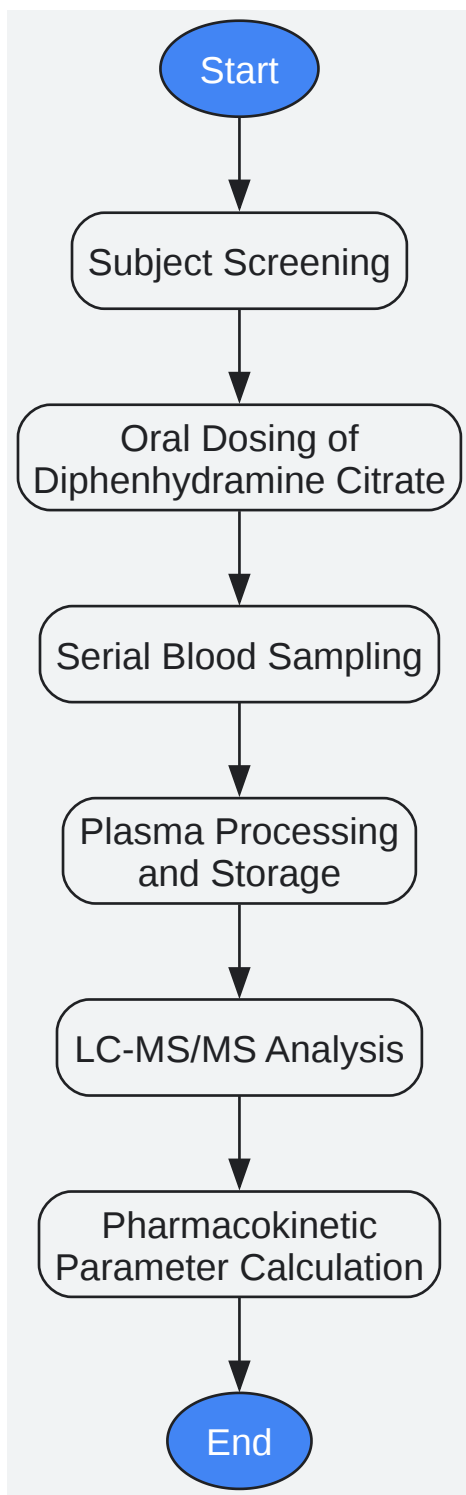 Start
Subject Screening
Oral Dosing of
Diphenhydramine Citrate
Serial Blood Sampling
Plasma Processing
and Storage
LC-MS/MS Analysis
Pharmacokinetic
Parameter Calculation
End